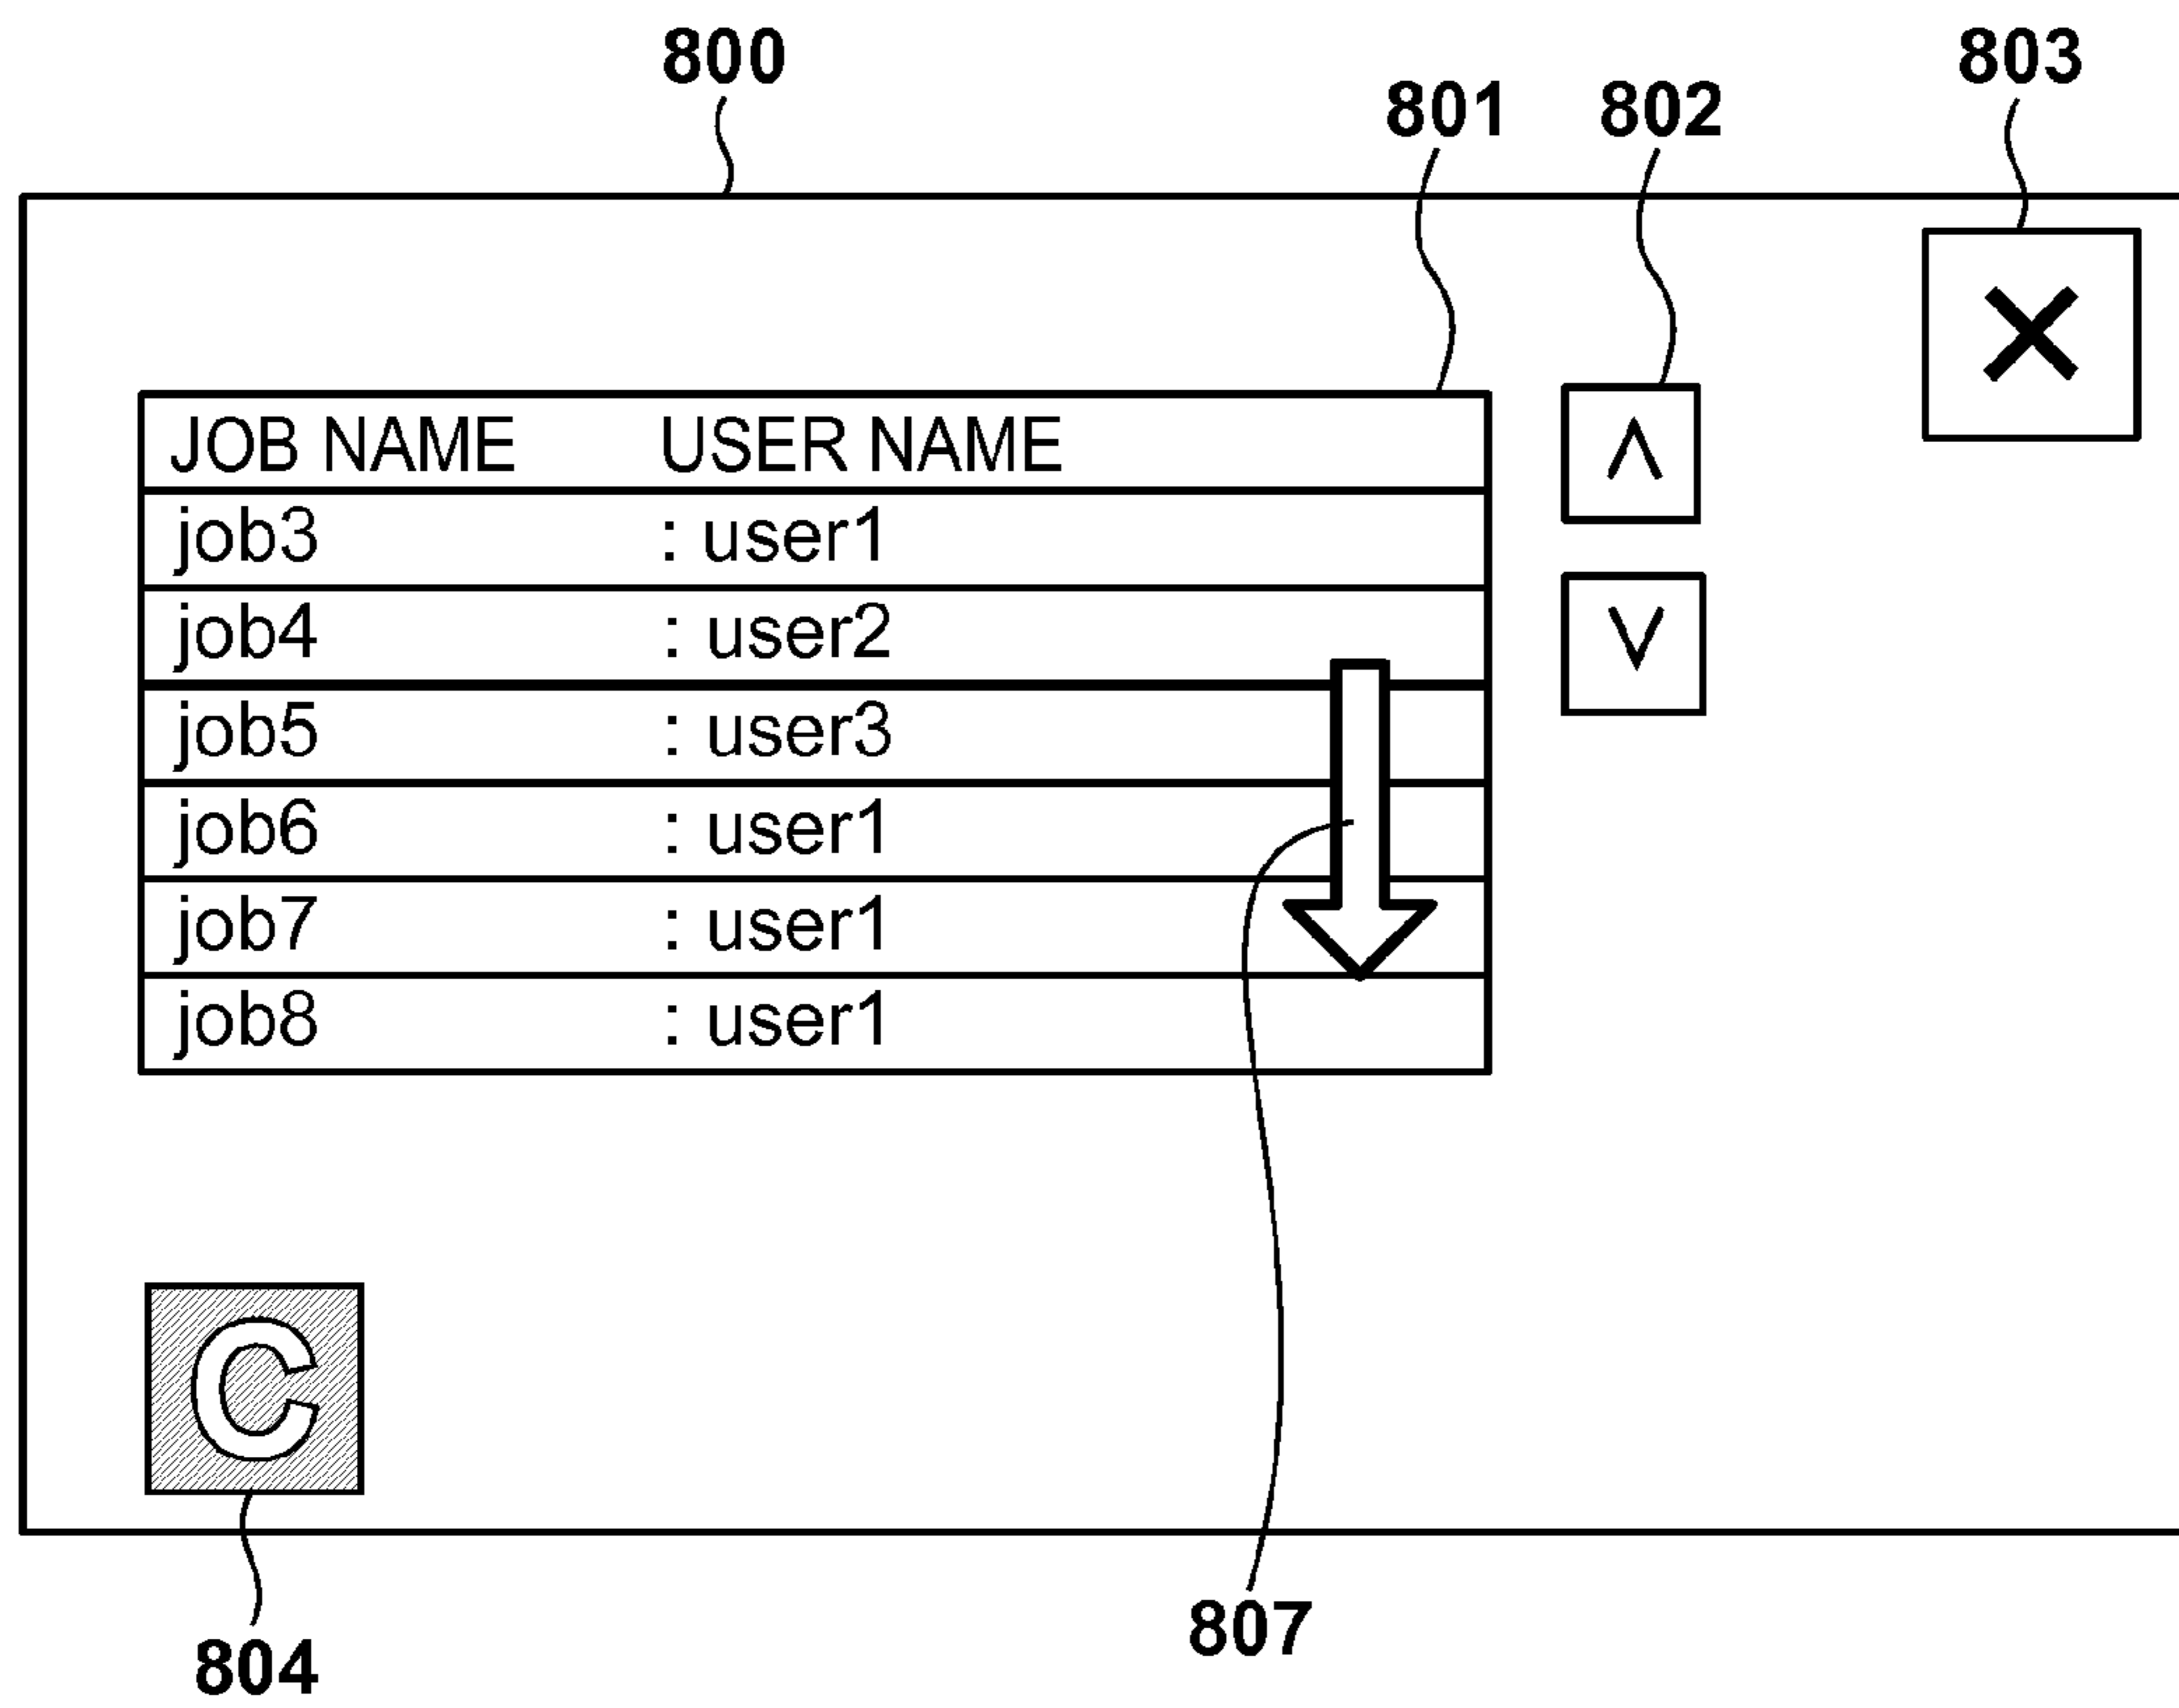 800
801 802 803
JOB NAME USER NAME
job3 : user1
job4 : user2
job5 : user3
job6 : user1
job7 : user1
job8 : user1
C
804 807